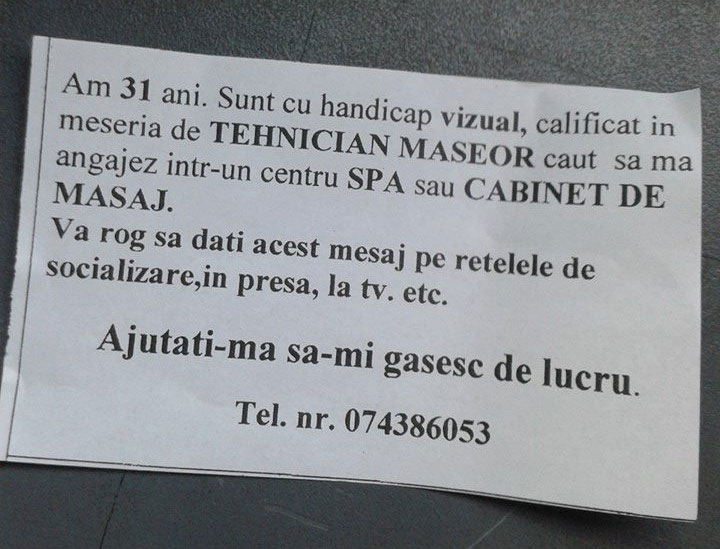 Am 31 ani. Sunt cu handicap vizual, calificat in
meseria de TEHNICIAN MASEOR caut sa ma
angajez intr-un centru SPA sau CABINET DE
MASAJ.
Va rog sa dati acest mesaj pe retelele de
socializare,in presa, la tv. etc.
Ajutati-ma sa-mi gasesc de lucru.
Tel. nr. 074386053